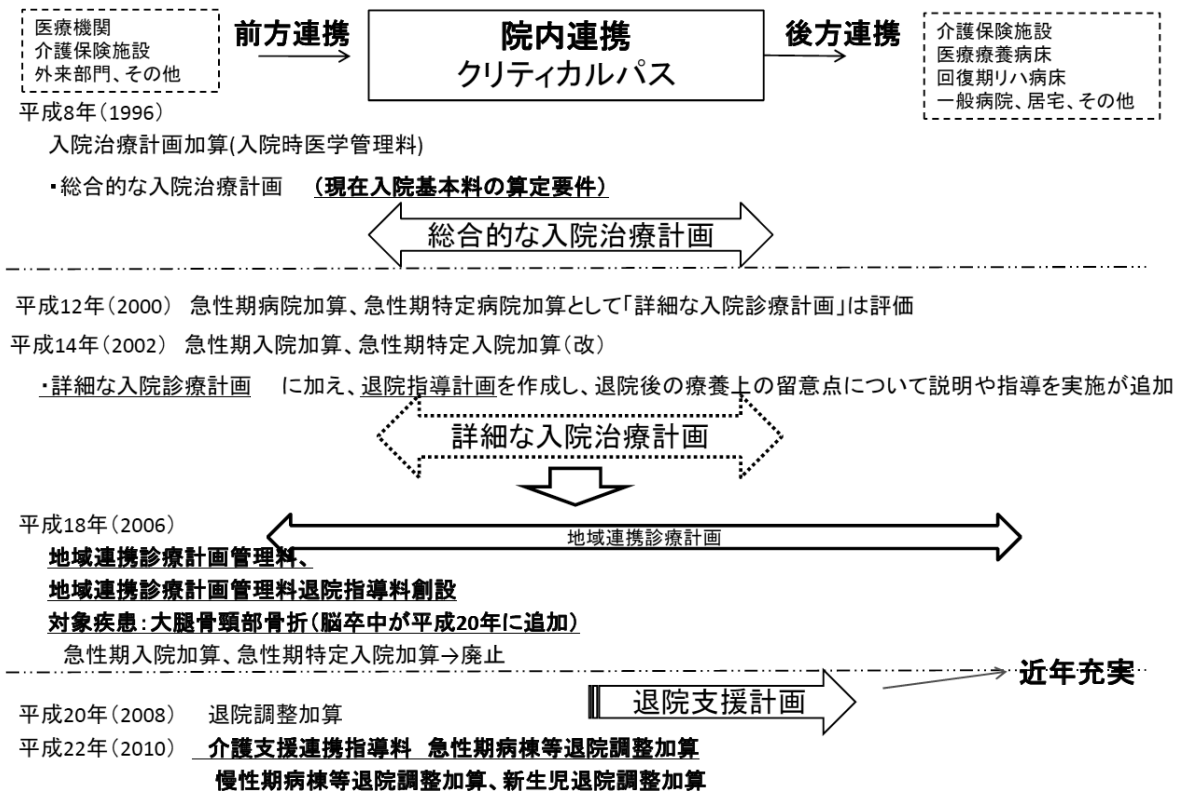 医療機関
介護保険施設
外来部門、その他
前方連携
院内連携
クリティカルパス
後方連携
介護保険施設
医療療養病床
回復期リハ病床
一般病院、居宅、その他
平成8年(1996)
入院治療計画加算(入院時医学管理料)
・総合的な入院治療計画 (現在入院基本料の算定要件)
総合的な入院治療計画
平成12年(2000) 急性期病院加算、急性期特定病院加算として「詳細な入院診療計画」は評価
平成14年(2002) 急性期入院加算、急性期特定入院加算(改)
・詳細な入院診療計画 に加え、退院指導計画を作成し、退院後の療養上の留意点について説明や指導を実施が追加
詳細な入院治療計画
平成18年(2006)
地域連携診療計画
地域連携診療計画管理料、
地域連携診療計画管理料退院指導料創設
対象疾患:大腿骨頸部骨折(脳卒中が平成20年に追加)
急性期入院加算、急性期特定入院加算→廃止
近年充実
退院支援計画
平成20年(2008) 退院調整加算
平成22年(2010) 介護支援連携指導料 急性期病棟等退院調整加算
慢性期病棟等退院調整加算、新生児退院調整加算